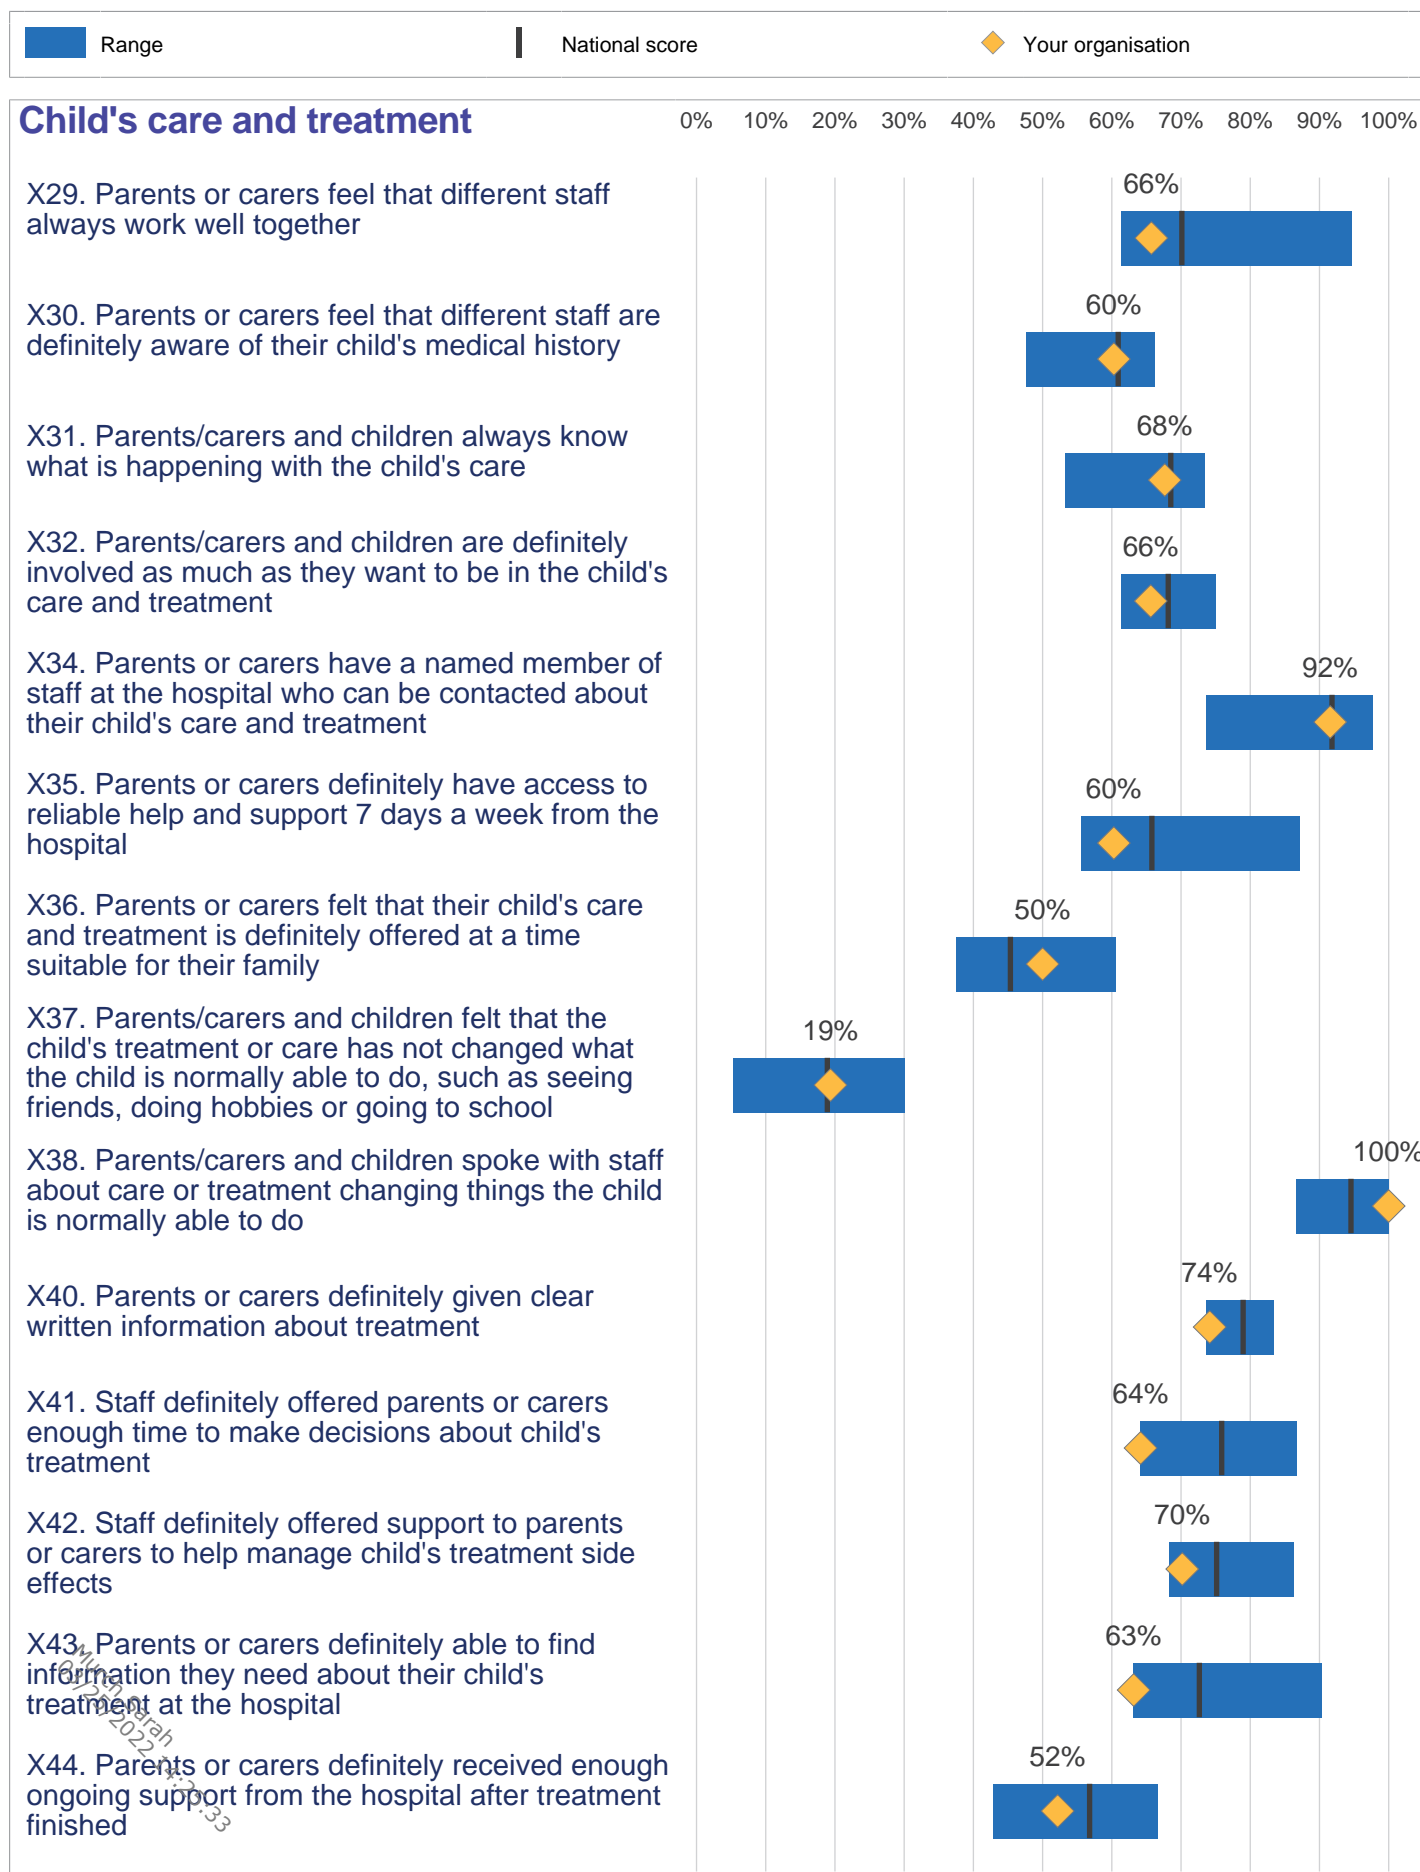 Range
National score
Your organisation
Child's care and treatment
0% 10% 20% 30% 40% 50% 60% 70% 80% 90% 100%
X29. Parents or carers feel that different staff
always work well together
66%
X30. Parents or carers feel that different staff are
definitely aware of their child's medical history
60%
X31. Parents/carers and children always know
what is happening with the child's care
68%
X32. Parents/carers and children are definitely
involved as much as they want to be in the child's
care and treatment
66%
X34. Parents or carers have a named member of
staff at the hospital who can be contacted about
their child's care and treatment
92%
X35. Parents or carers definitely have access to
reliable help and support 7 days a week from the
hospital
60%
X36. Parents or carers felt that their child's care
and treatment is definitely offered at a time
suitable for their family
50%
X37. Parents/carers and children felt that the
child's treatment or care has not changed what
the child is normally able to do, such as seeing
friends, doing hobbies or going to school
19%
X38. Parents/carers and children spoke with staff
about care or treatment changing things the child
is normally able to do
100%
X40. Parents or carers definitely given clear
written information about treatment
74%
X41. Staff definitely offered parents or carers
enough time to make decisions about child's
treatment
64%
X42. Staff definitely offered support to parents
or carers to help manage child's treatment side
effects
70%
X43. Parents or carers definitely able to find
information they need about their child's
treatment at the hospital
63%
X44. Parents or carers definitely received enough
ongoing support from the hospital after treatment
finished
52%
Murch, Sarah
03/25/2022 14:25:33